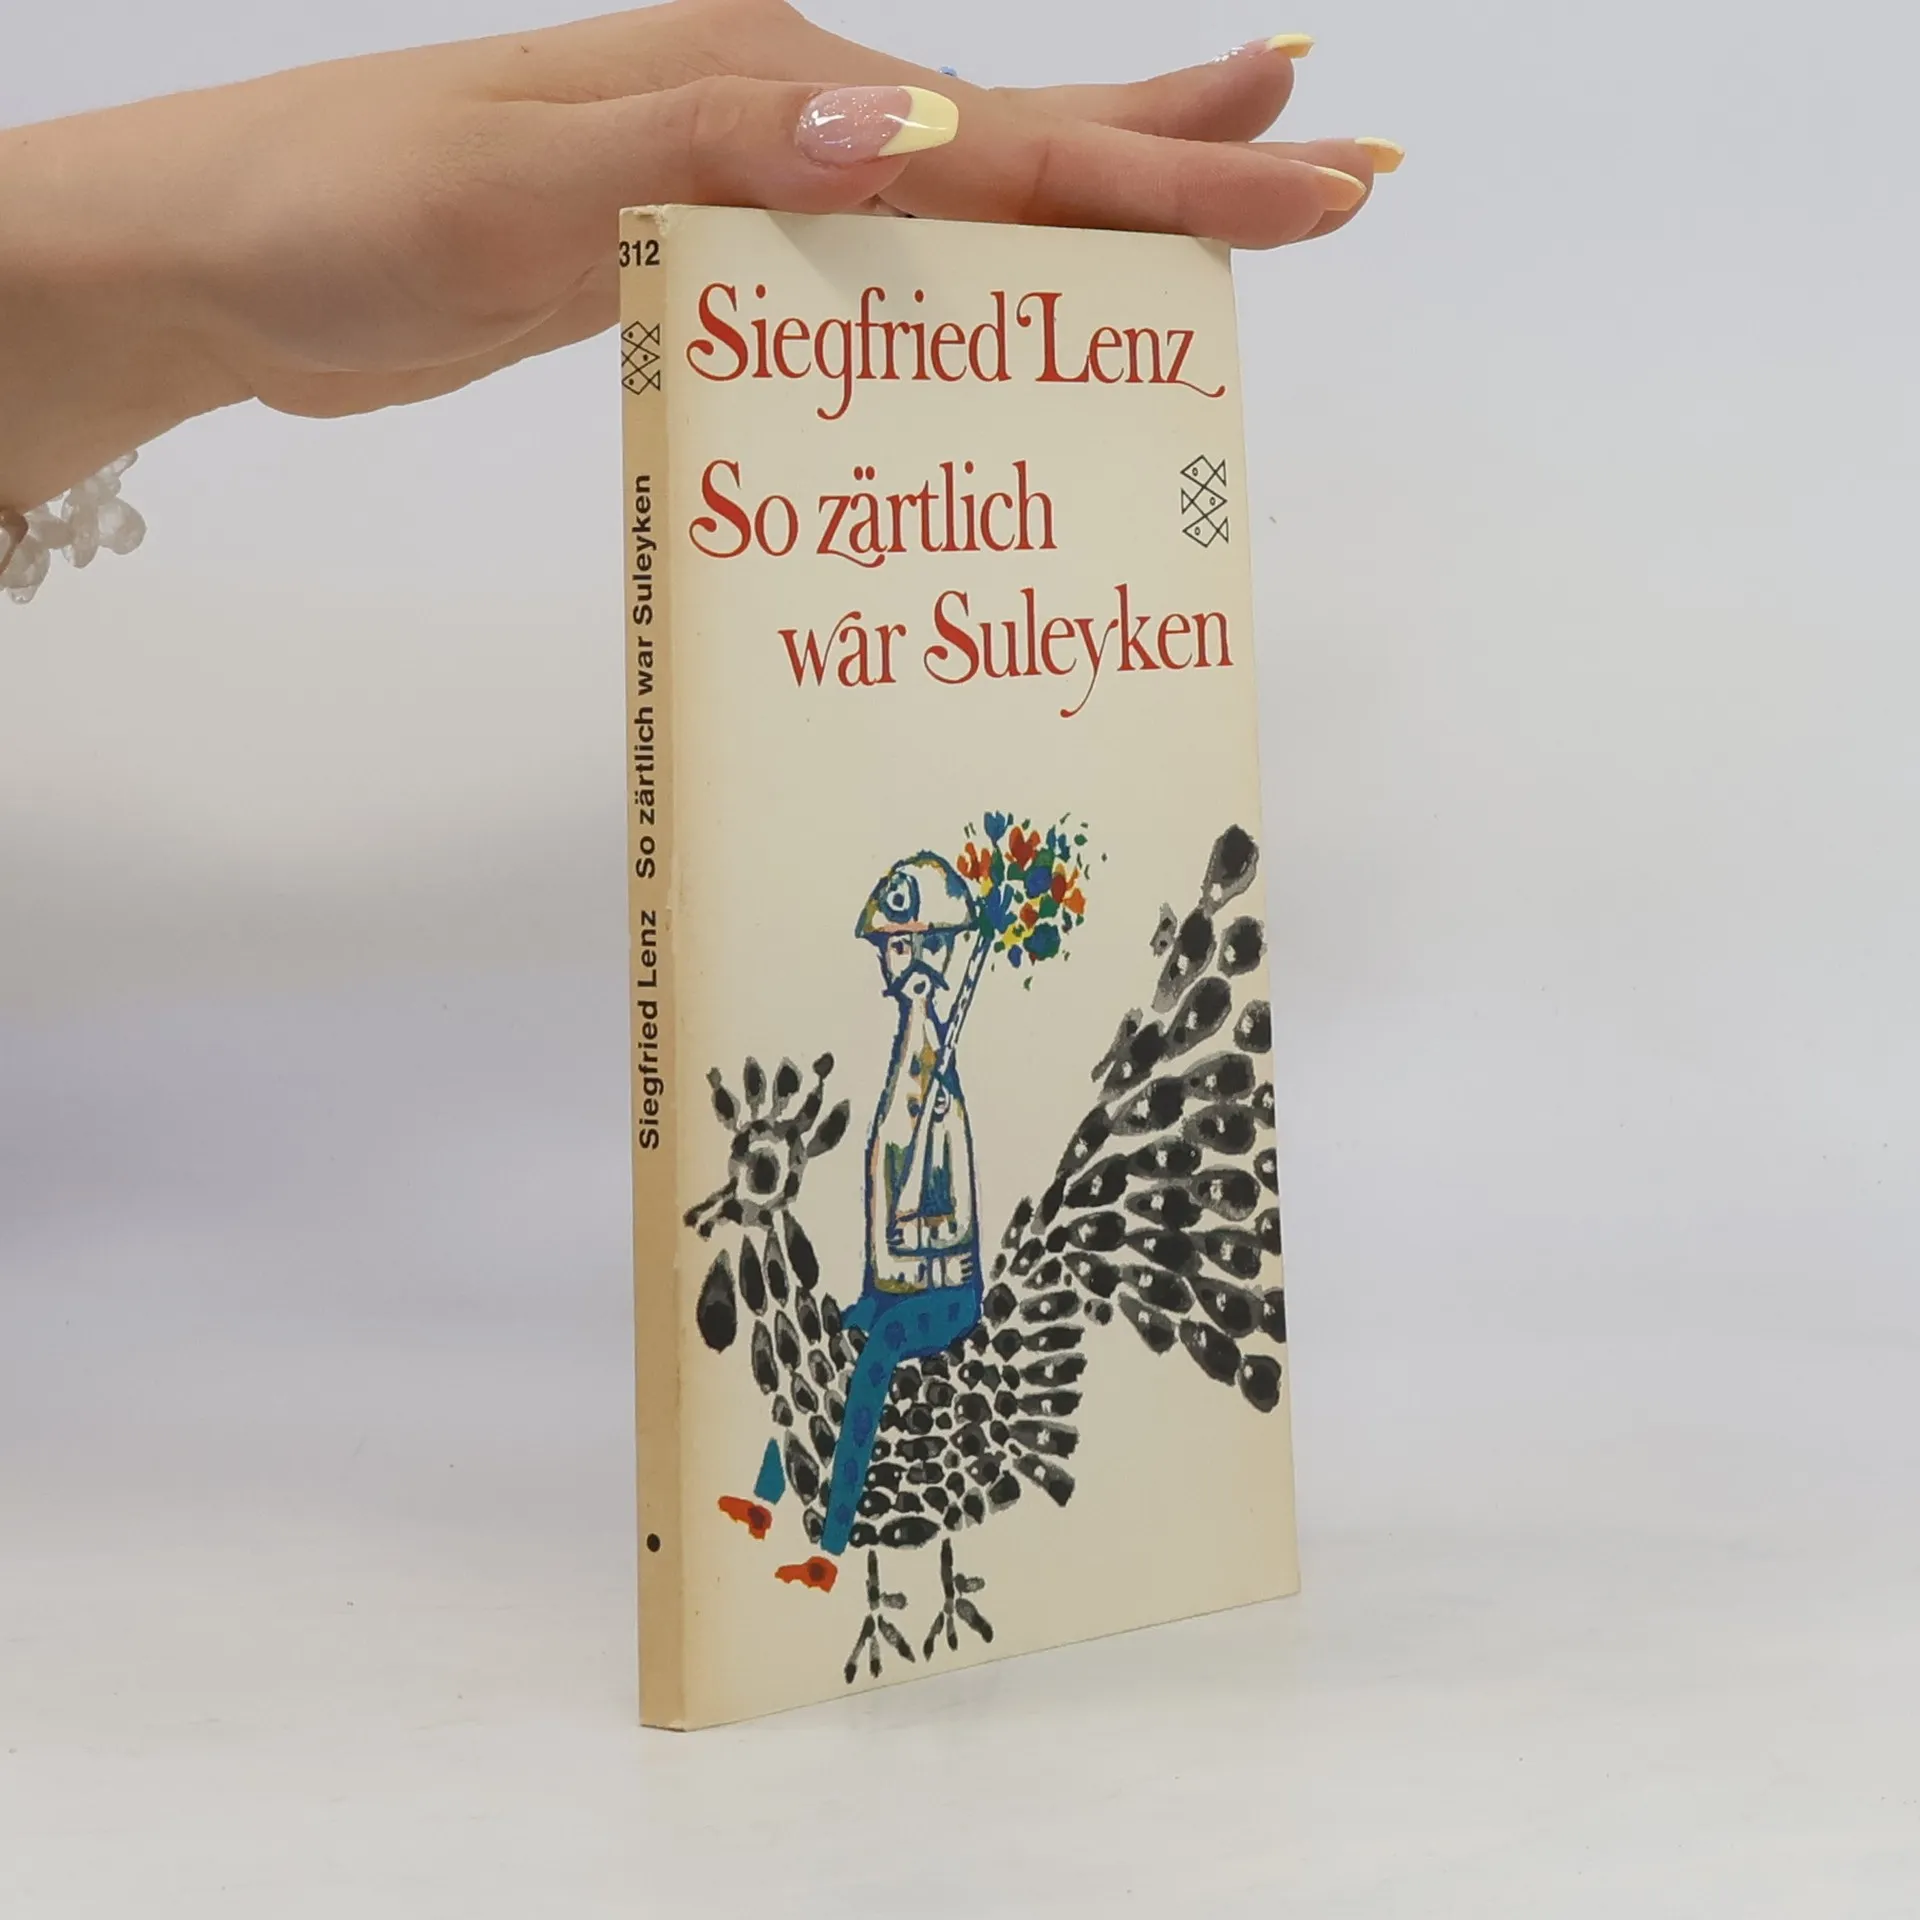 312
Siegfried Lenz So zärtlich war Suleyken
Siegfried Lenz
So zärtlich
war Suleyken